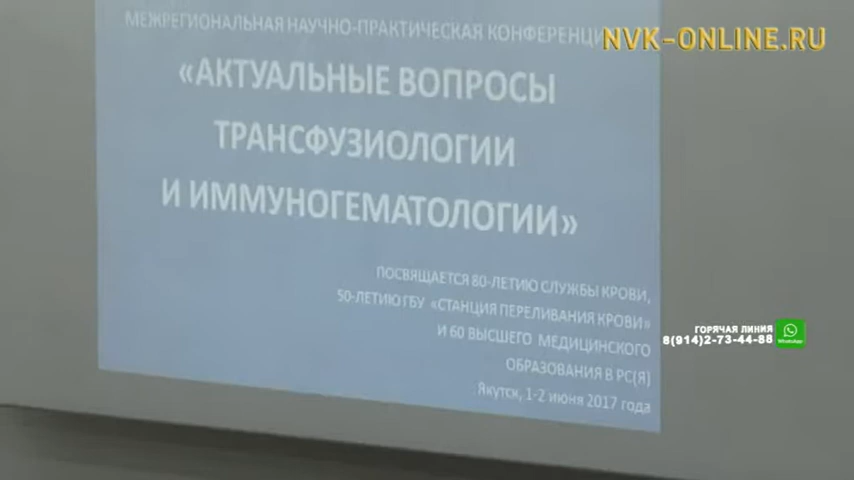 МЕЖРЕГИОНАЛЬНАЯ НАУЧНО-ПРАКТИЧЕСКАЯ КОНФЕРЕНЦИ
NVK-ONLINE.RU
«АКТУАЛЬНЫЕ ВОПРОСЫ
ТРАНСФУЗИОЛОГИИ
И ИММУНОГЕМАТОЛОГИИ»
ПОСВЯЩАЕТСЯ 80-ЛЕТИЮ СЛУЖБЫ КРОВИ,
50-ЛЕТИЮ ГБУ «СТАНЦИЯ ПЕРЕЛИВАНИЯ КРОВИ»
И 60 ВЫСШЕГО МЕДИЦИНСКОГО
ОБРАЗОВАНИЯ В РС(Я)
Якутск, 1-2 июня 2017 года
ГОРЯЧАЯ ЛИНИЯ
8(914)2-73-44-88
WhatsApp